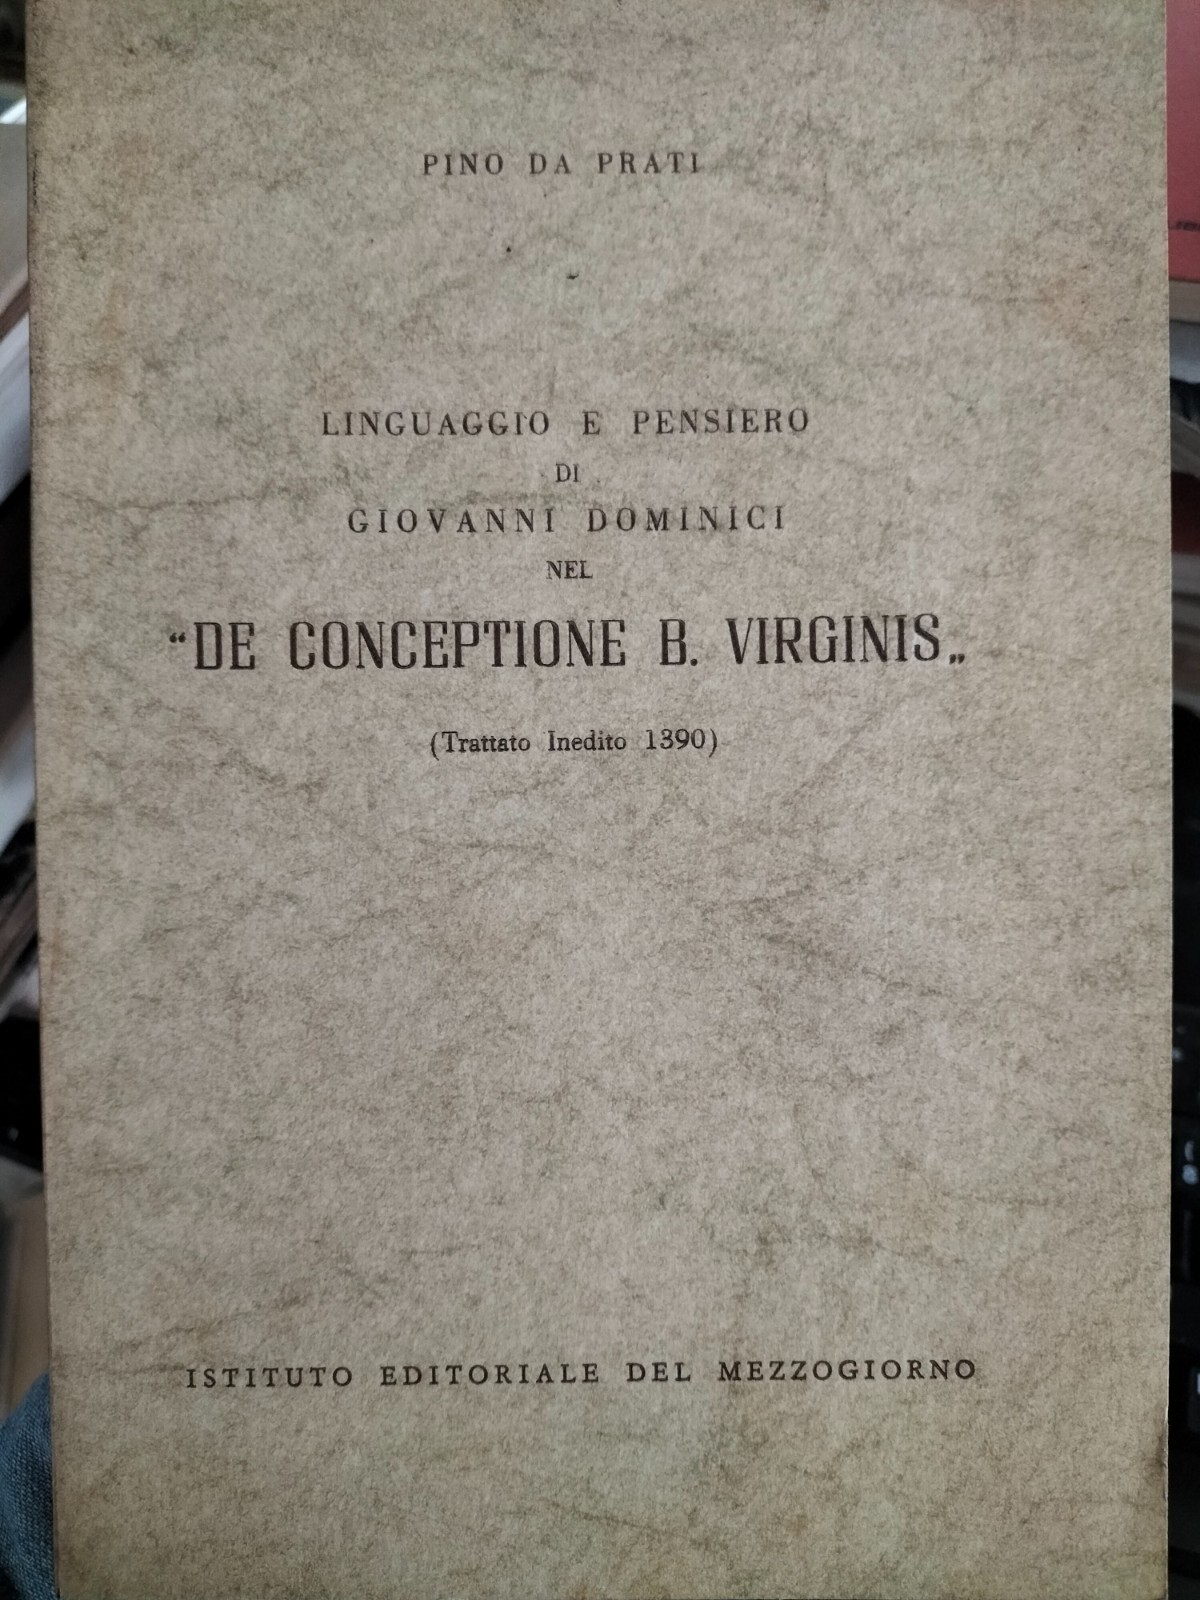 PINO DA PRATI
LINGUAGGIO E PENSIERO
DI
GIOVANNI DOMINICI
NEL
“DE CONCEPTIONE B. VIRGINIS„
(Trattato Inedito 1390)
ISTITUTO EDITORIALE DEL MEZZOGIORNO